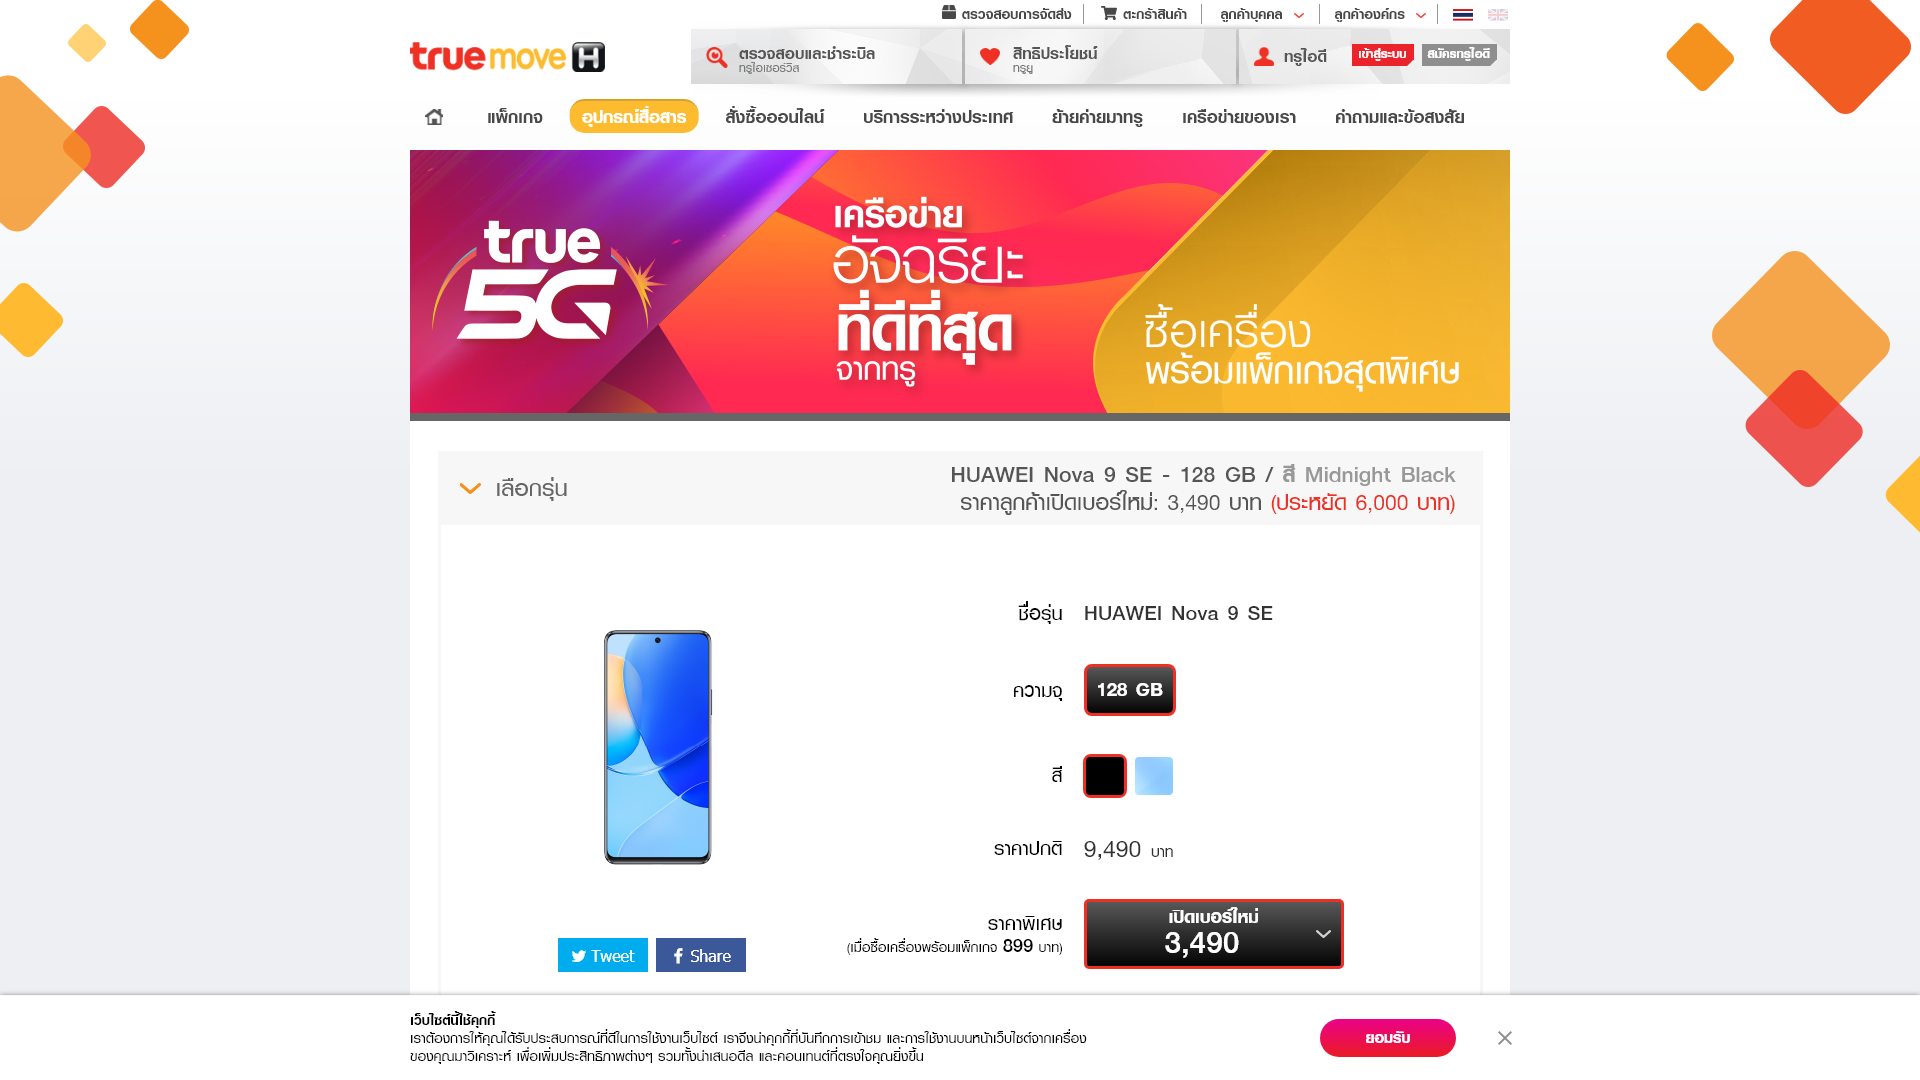 ตรวจสอบการจัดส่ง
ตะกร้าสินค้า
ลูกค้าบุคคล
ลูกค้าองค์กร
true move H
ตรวจสอบและชำระบิล
ทรูไอเซอร์วิส
สิทธิประโยชน์
ทรูยู
ทรูไอดี
เข้าสู่ระบบ
สมัครทรูไอดี
แพ็กเกจ
อุปกรณ์สื่อสาร
สั่งซื้อออนไลน์
บริการระหว่างประเทศ
ย้ายค่ายมาทรู
เครือข่ายของเรา
คำถามและข้อสงสัย
true
5G
เครือข่าย
อัจฉริยะ
ที่ดีที่สุด
จากทรู
ซื้อเครื่อง
พร้อมแพ็กเกจสุดพิเศษ
เลือกรุ่น
HUAWEI Nova 9 SE - 128 GB / สี Midnight Black
ราคาลูกค้าเปิดเบอร์ใหม่: 3,490 บาท (ประหยัด 6,000 บาท)
ชื่อรุ่น HUAWEI Nova 9 SE
ความจุ 128 GB
สี
ราคาปกติ 9,490 บาท
ราคาพิเศษ
(เมื่อซื้อเครื่องพร้อมแพ็กเกจ 899 บาท)
เปิดเบอร์ใหม่
3,490
Tweet
Share
เว็บไซต์นี้ใช้คุกกี้
เราต้องการให้คุณได้รับประสบการณ์ที่ดีในการใช้งานเว็บไซต์ เราจึงนำคุกกี้ที่บันทึกการเข้าชม และการใช้งานบนหน้าเว็บไซต์จากเครื่อง
ของคุณมาวิเคราะห์ เพื่อเพิ่มประสิทธิภาพต่างๆ รวมทั้งนำเสนอดีล และคอนเทนต์ที่ตรงใจคุณยิ่งขึ้น
ยอมรับ